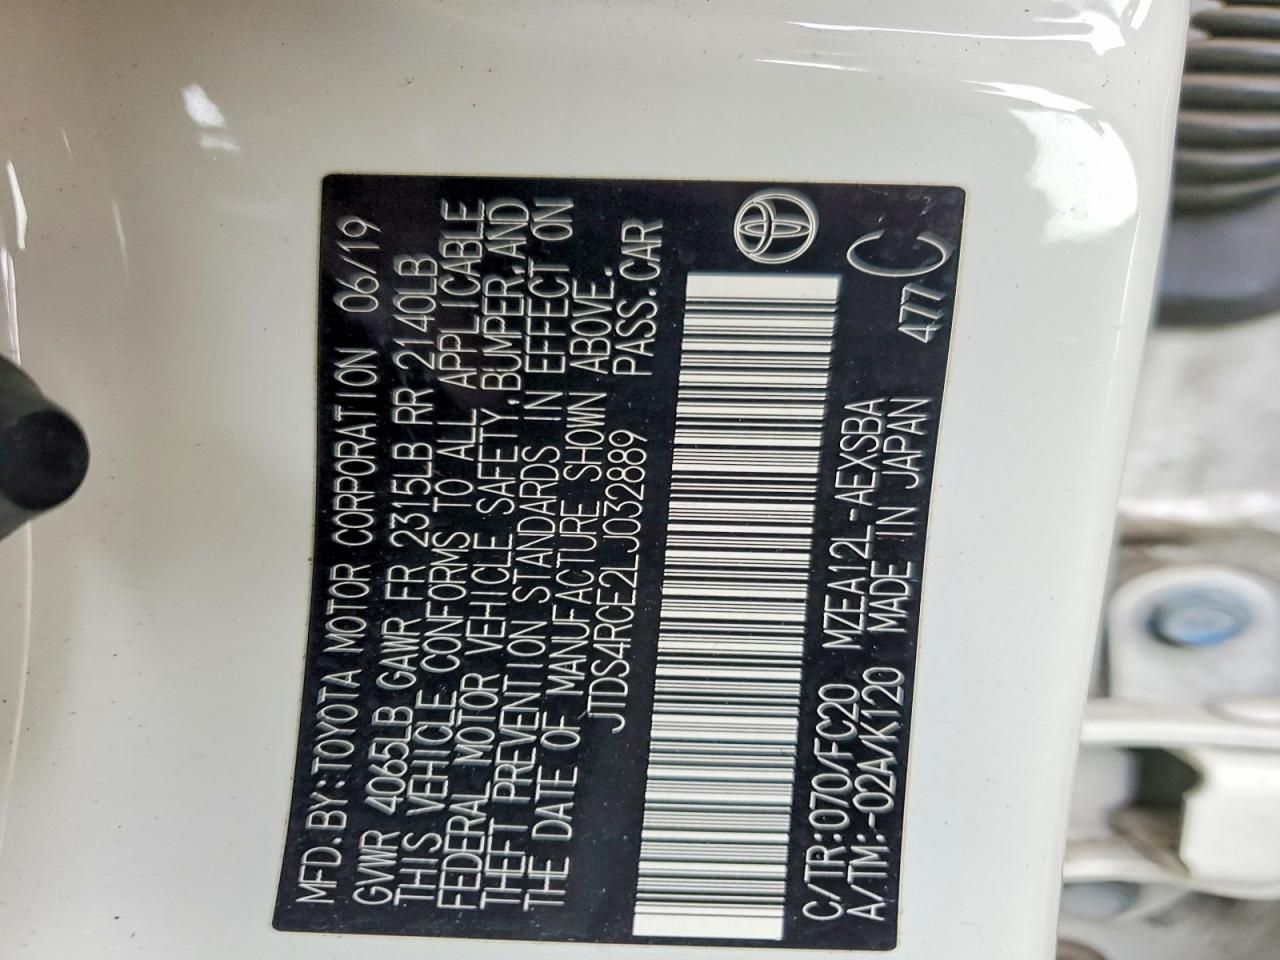 MFD.BY:TOYOTA MOTOR CORPORATION 06/19
GVWR 4065LB GAWR FR 2315LB RR 2140LB
THIS VEHICLE CONFORMS TO ALL APPLICABLE
FEDERAL MOTOR VEHICLE SAFETY,BUMPER,AND
THEFT PREVENTION STANDARDS IN EFFECT ON
THE DATE OF MANUFACTURE SHOWN ABOVE.
JTDS4RCE2LJ032889 PASS.CAR
C/TR:070/FC20 MZEA12L-AEXSBA
A/TM:-02A/K120 MADE IN JAPAN 477 C